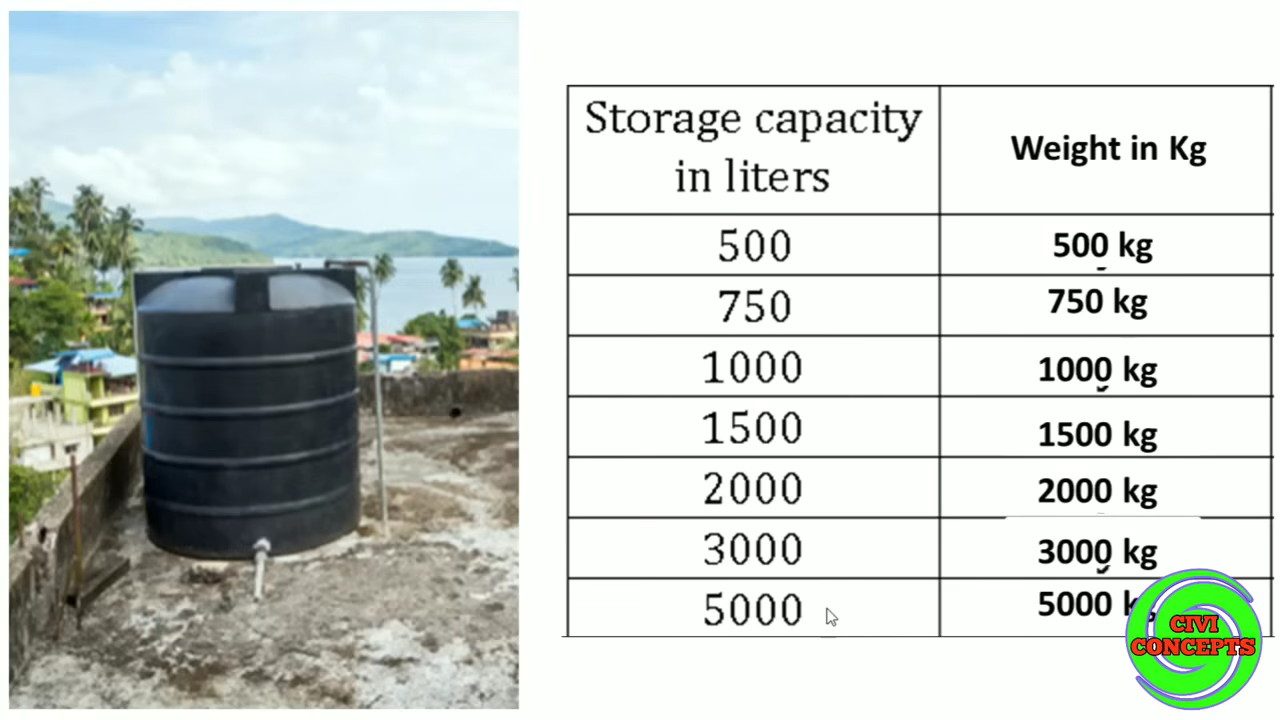 Storage capacity
in liters
Weight in Kg
500
500 kg
750
750 kg
1000
1000 kg
1500
1500 kg
2000
2000 kg
3000
3000 kg
5000
5000 kg
CIVI
CONCEPTS